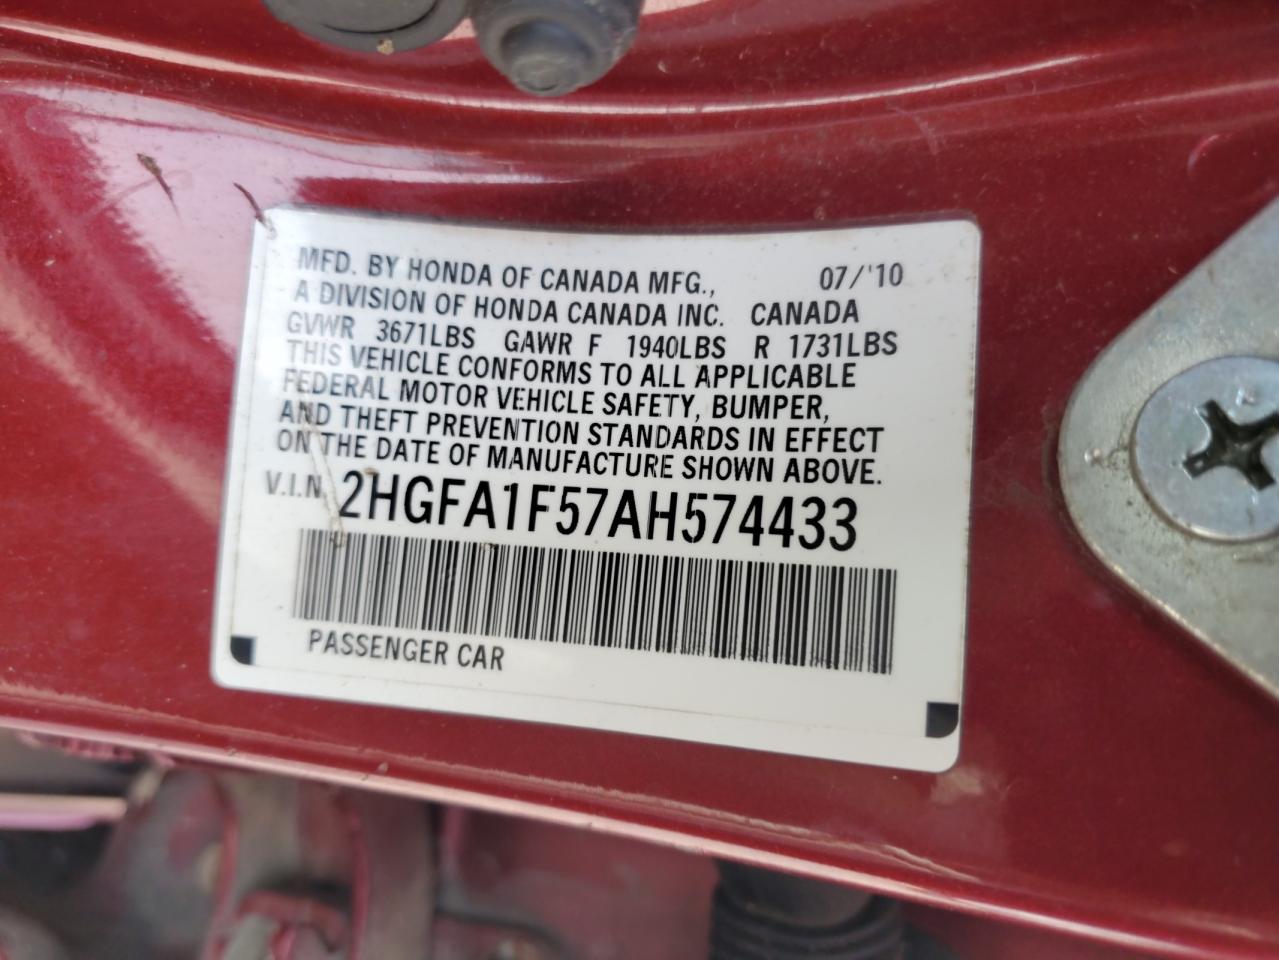 MFD. BY HONDA OF CANADA MFG., 07/'10
A DIVISION OF HONDA CANADA INC. CANADA
GVWR 3671LBS GAWR F 1940LBS R 1731LBS
THIS VEHICLE CONFORMS TO ALL APPLICABLE
FEDERAL MOTOR VEHICLE SAFETY, BUMPER,
AND THEFT PREVENTION STANDARDS IN EFFECT
ON THE DATE OF MANUFACTURE SHOWN ABOVE.
V.I.N. 2HGFA1F57AH574433
PASSENGER CAR